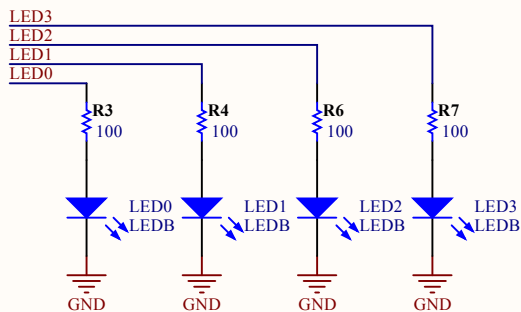 LED3
LED2
LED1
LED0
R3
100
R4
100
R6
100
R7
100
LED0
LEDB
LED1
LEDB
LED2
LEDB
LED3
LEDB
GND
GND
GND
GND